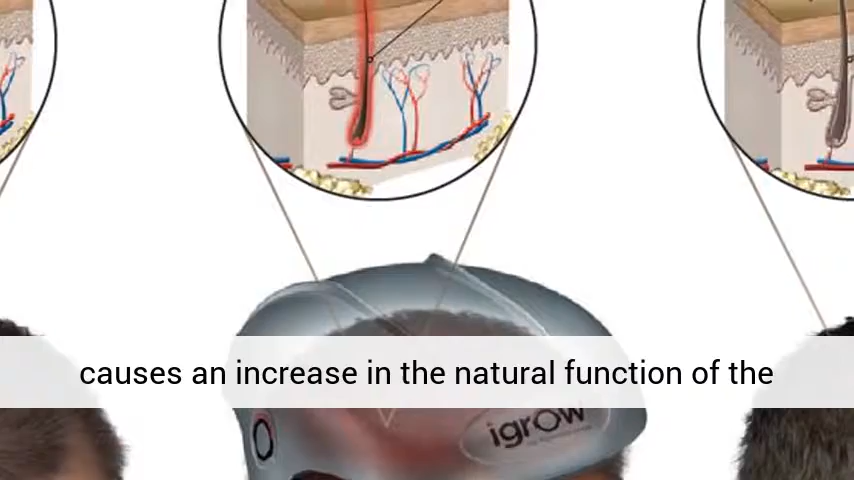 causes an increase in the natural function of the
igrow